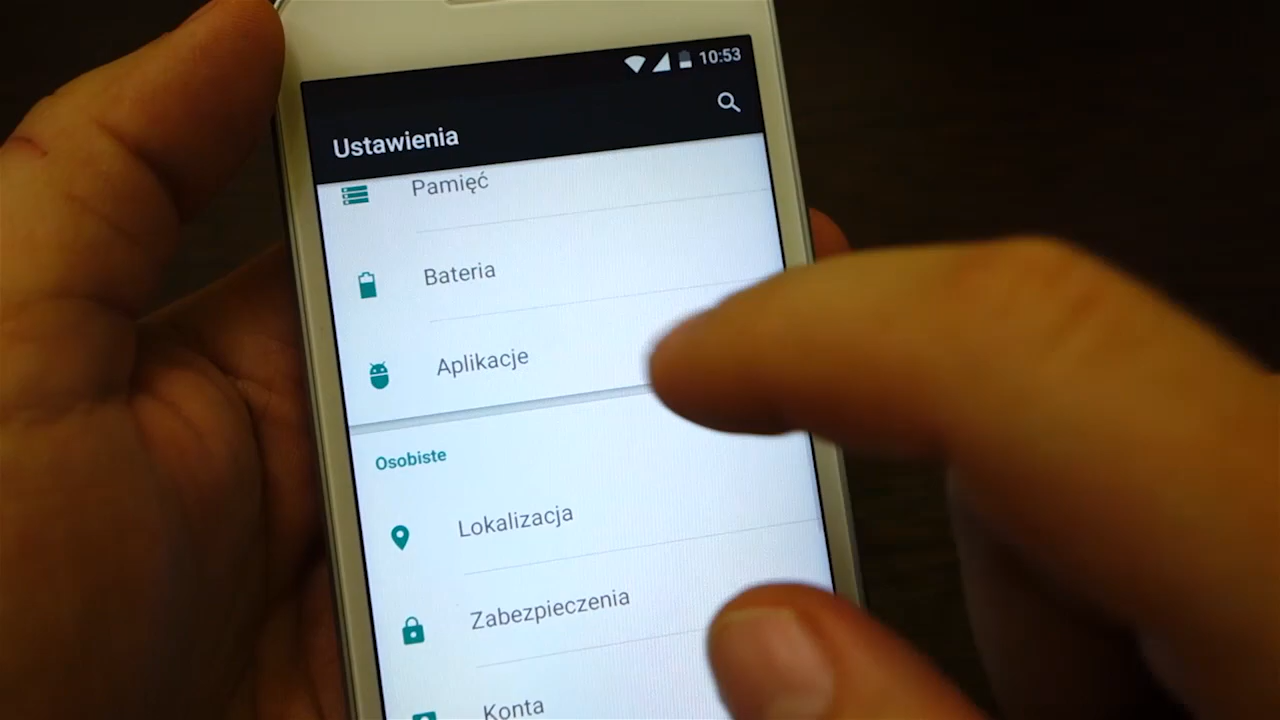 10:53
Ustawienia
Pamięć
Bateria
Aplikacje
Osobiste
Lokalizacja
Zabezpieczenia
Konta